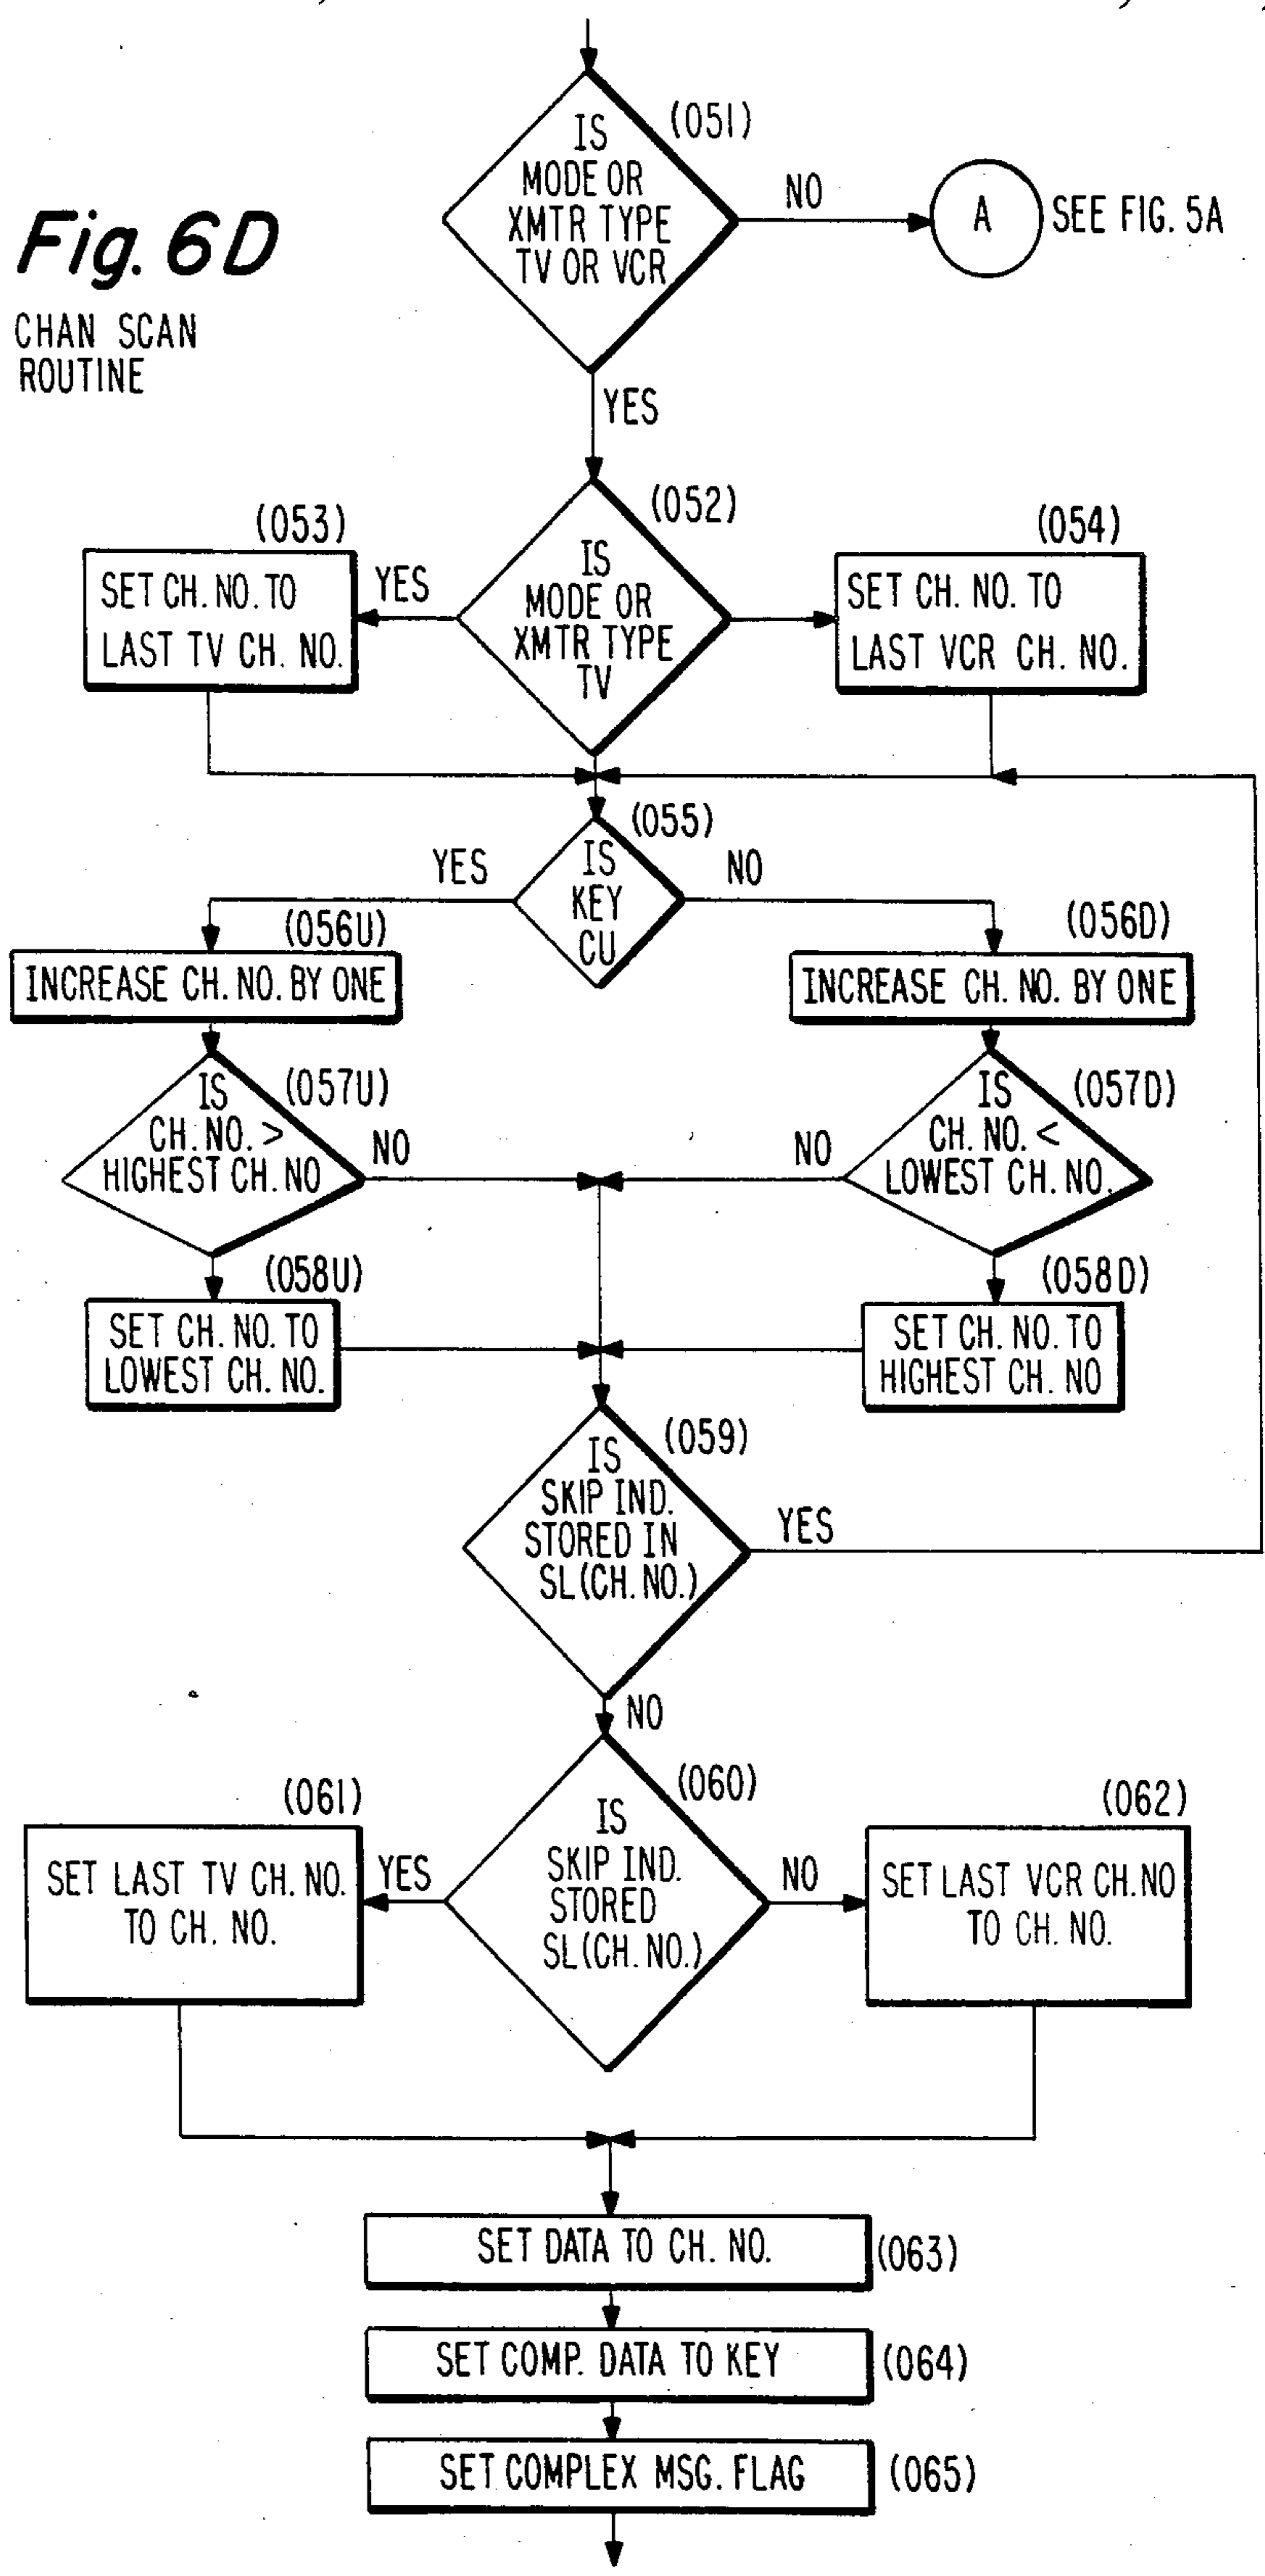 (051)
IS
MODE OR
XMTR TYPE
TV OR VCR
NO
A
SEE FIG. 5A
Fig. 6D
CHAN SCAN
ROUTINE
YES
(052)
IS
MODE OR
XMTR TYPE
TV
(053)
SET CH. NO. TO
LAST TV CH. NO.
YES
(054)
SET CH. NO. TO
LAST VCR CH. NO.
(055)
IS
KEY
CU
YES
NO
(056U)
INCREASE CH. NO. BY ONE
(056D)
INCREASE CH. NO. BY ONE
(057U)
IS
CH. NO. >
HIGHEST CH. NO
NO
(057D)
IS
CH. NO. <
LOWEST CH. NO.
NO
(058U)
SET CH. NO. TO
LOWEST CH. NO.
(058D)
SET CH. NO. TO
HIGHEST CH. NO
(059)
IS
SKIP IND.
STORED IN
SL(CH. NO.)
YES
NO
(060)
IS
SKIP IND.
STORED
SL(CH. NO.)
(061)
SET LAST TV CH. NO.
TO CH. NO.
YES
NO
(062)
SET LAST VCR CH.NO
TO CH. NO.
SET DATA TO CH. NO.
(063)
SET COMP. DATA TO KEY
(064)
SET COMPLEX MSG. FLAG
(065)